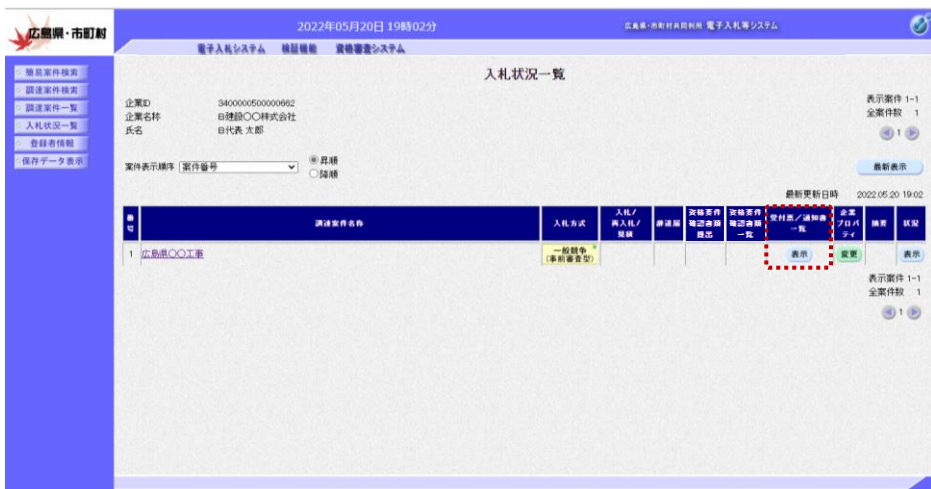 広島県・市町村
2022年05月20日 19時02分
広島県・市町村共同利用 電子入札等システム
電子入札システム 検証機能 資格審査システム
簡易案件検索
調達案件検索
調達案件一覧
入札状況一覧
登録者情報
保存データ表示
入札状況一覧
企業ID 3400000500000662
企業名称 日建設〇〇株式会社
氏名 日代表 太郎
表示案件 1-1
全案件数 1
1
案件表示順序 案件番号
昇順
降順
最新表示
最新更新日時 2022.05.20 19:02
番号 調達案件名称 入札方式 入札/再入札/見積 辞退届 資格要件確認書類提出 資格要件確認書類一覧 受付票/通知書一覧 企業プロパティ 摘要 状況
1 広島県〇〇工事 一般競争(事前審査型) 表示 変更 表示
表示案件 1-1
全案件数 1
1